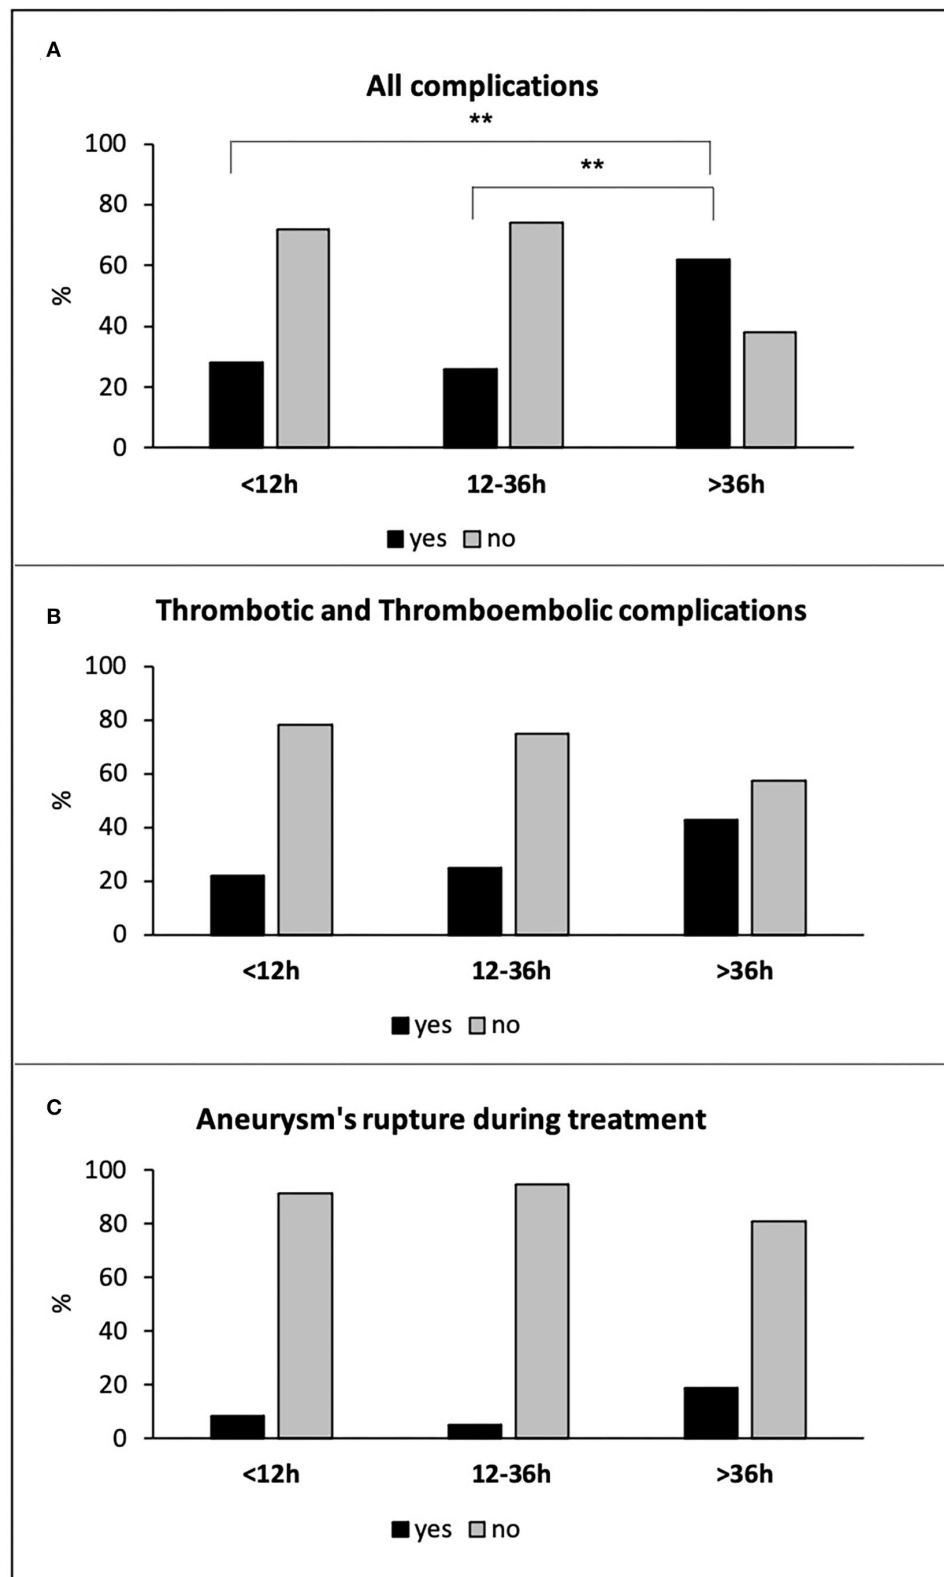 A
All complications
**
**
100
80
60
40
20
0
%
<12h 12-36h >36h
yes no
B
Thrombotic and Thromboembolic complications
100
80
60
40
20
0
%
<12h 12-36h >36h
yes no
C
Aneurysm's rupture during treatment
100
80
60
40
20
0
%
<12h 12-36h >36h
yes no